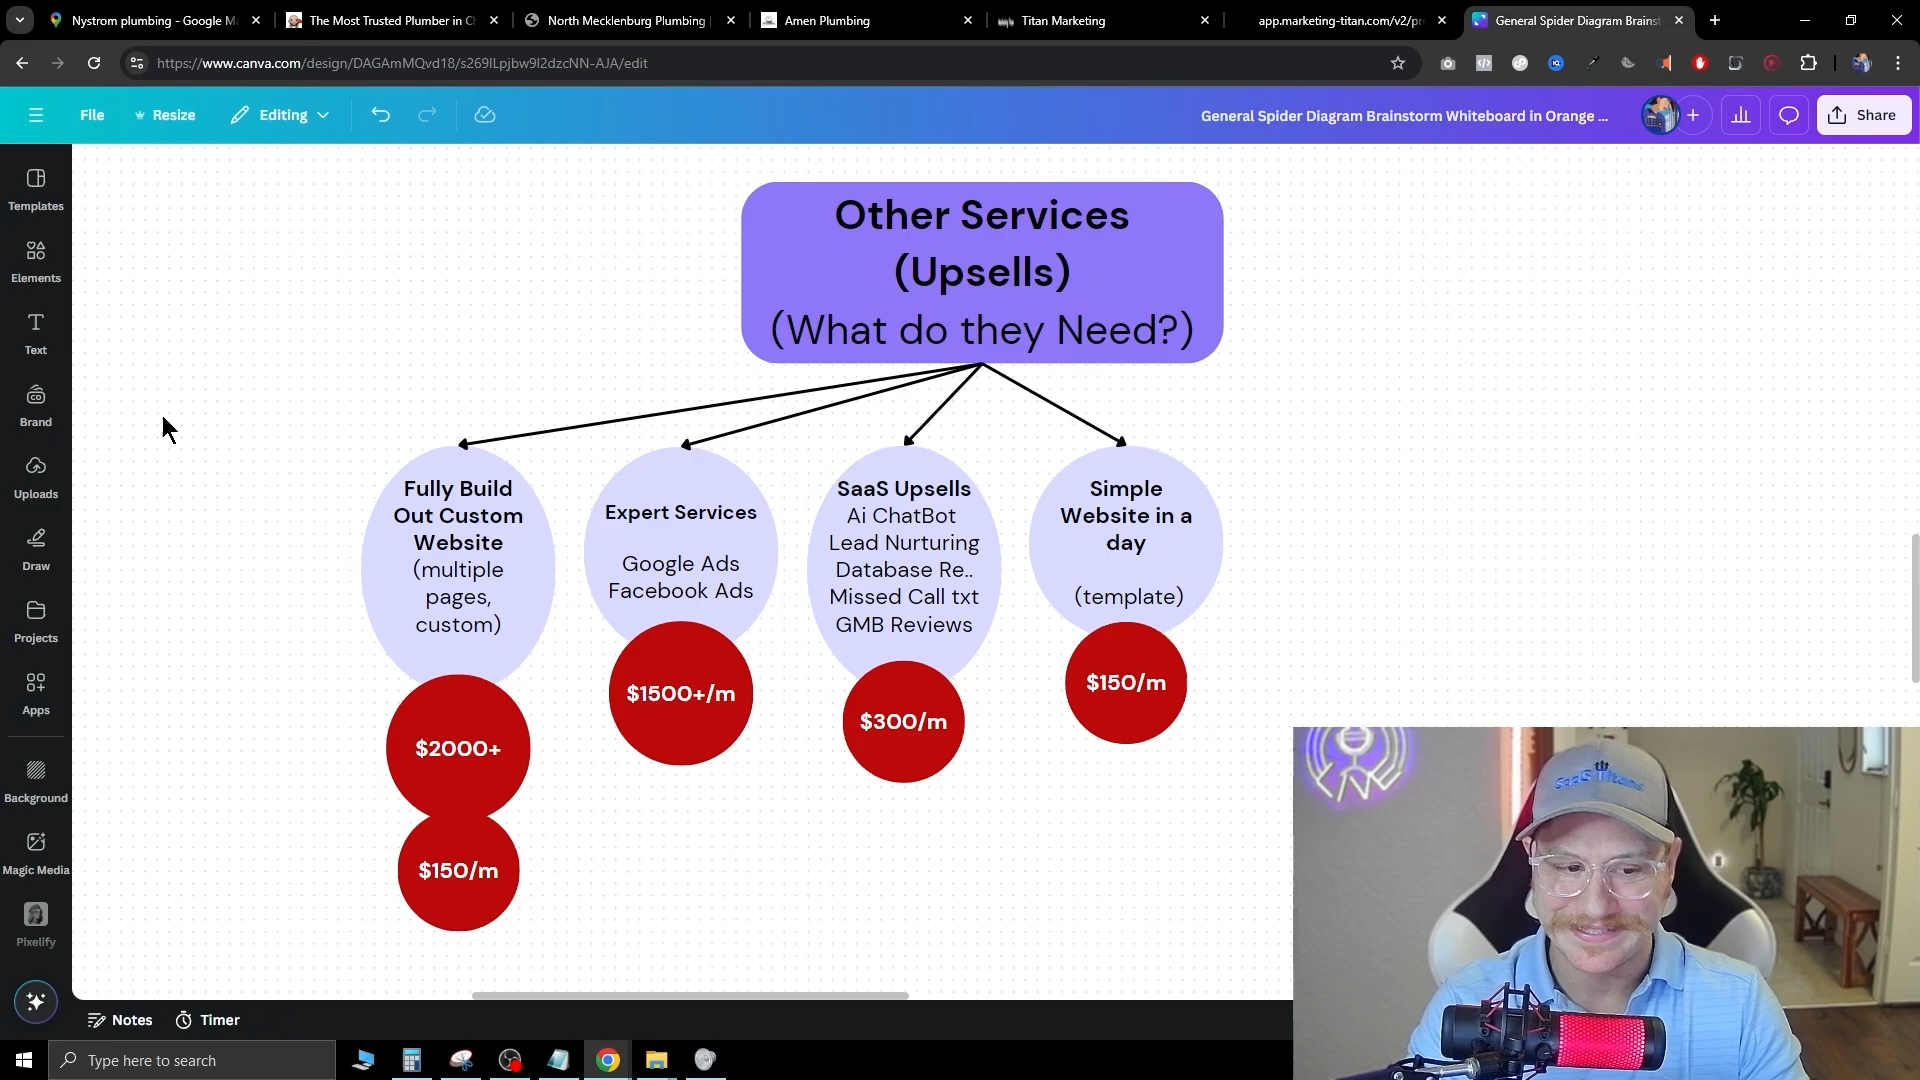 Nystrom plumbing - Google Ma
The Most Trusted Plumber in Ch
North Mecklenburg Plumbing
Amen Plumbing
Titan Marketing
app.marketing-titan.com/v2/pr
General Spider Diagram Brainst
https://www.canva.com/design/DAGAmMQvd18/s269lLpjbw9l2dzcNN-AJA/edit
File
Resize
Editing
General Spider Diagram Brainstorm Whiteboard in Orange ...
Share
Templates
Elements
Text
Brand
Uploads
Draw
Projects
Apps
Background
Magic Media
Pixelify
Other Services
(Upsells)
(What do they Need?)
Fully Build
Out Custom
Website
(multiple
pages,
custom)
$2000+
$150/m
Expert Services
Google Ads
Facebook Ads
$1500+/m
SaaS Upsells
Ai ChatBot
Lead Nurturing
Database Re..
Missed Call txt
GMB Reviews
$300/m
Simple
Website in a
day
(template)
$150/m
SaaS Titans
Notes
Timer
Type here to search